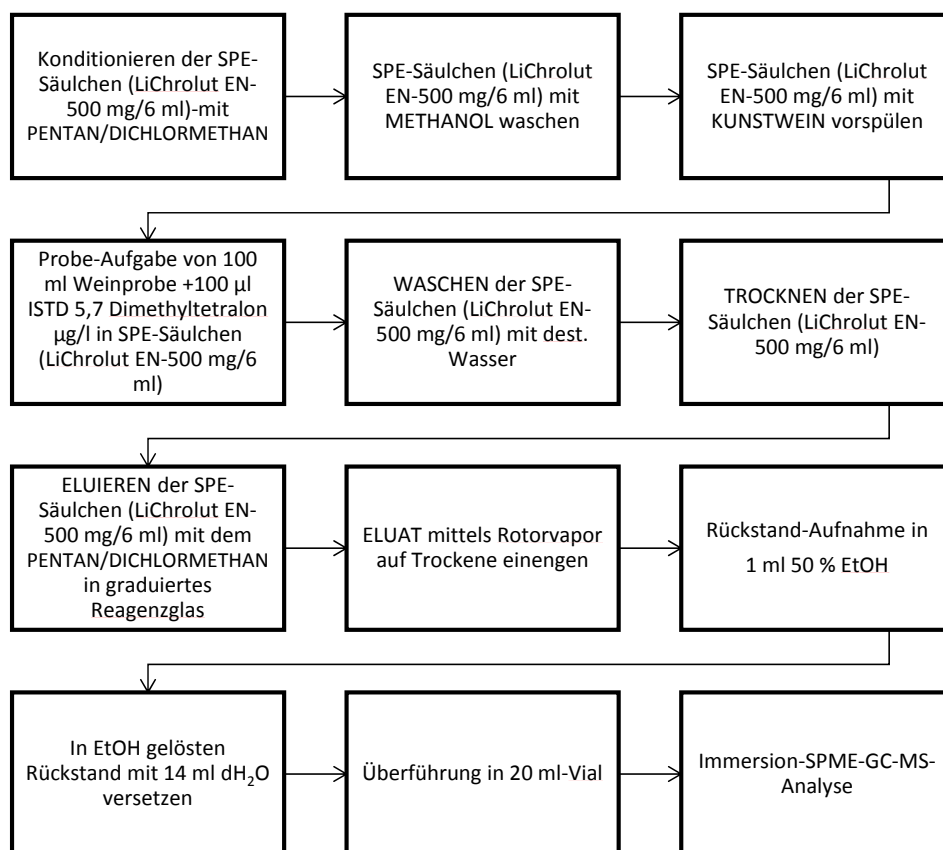 Konditionieren der SPE-
Säulchen (LiChrolut EN-
500 mg/6 ml)-mit
PENTAN/DICHLORMETHAN
SPE-Säulchen (LiChrolut
EN-500 mg/6 ml) mit
METHANOL waschen
SPE-Säulchen (LiChrolut
EN-500 mg/6 ml) mit
KUNSTWEIN vorspülen
Probe-Aufgabe von 100
ml Weinprobe +100 µl
ISTD 5,7 Dimethyltetralon
µg/l in SPE-Säulchen
(LiChrolut EN-500 mg/6
ml)
WASCHEN der SPE-
Säulchen (LiChrolut EN-
500 mg/6 ml) mit dest.
Wasser
TROCKNEN der SPE-
Säulchen (LiChrolut EN-
500 mg/6 ml)
ELUIEREN der SPE-
Säulchen (LiChrolut EN-
500 mg/6 ml) mit dem
PENTAN/DICHLORMETHAN
in graduiertes
Reagenzglas
ELUAT mittels Rotorvapor
auf Trockene einengen
Rückstand-Aufnahme in
1 ml 50 % EtOH
In EtOH gelösten
Rückstand mit 14 ml dH₂O
versetzen
Überführung in 20 ml-Vial
Immersion-SPME-GC-MS-
Analyse